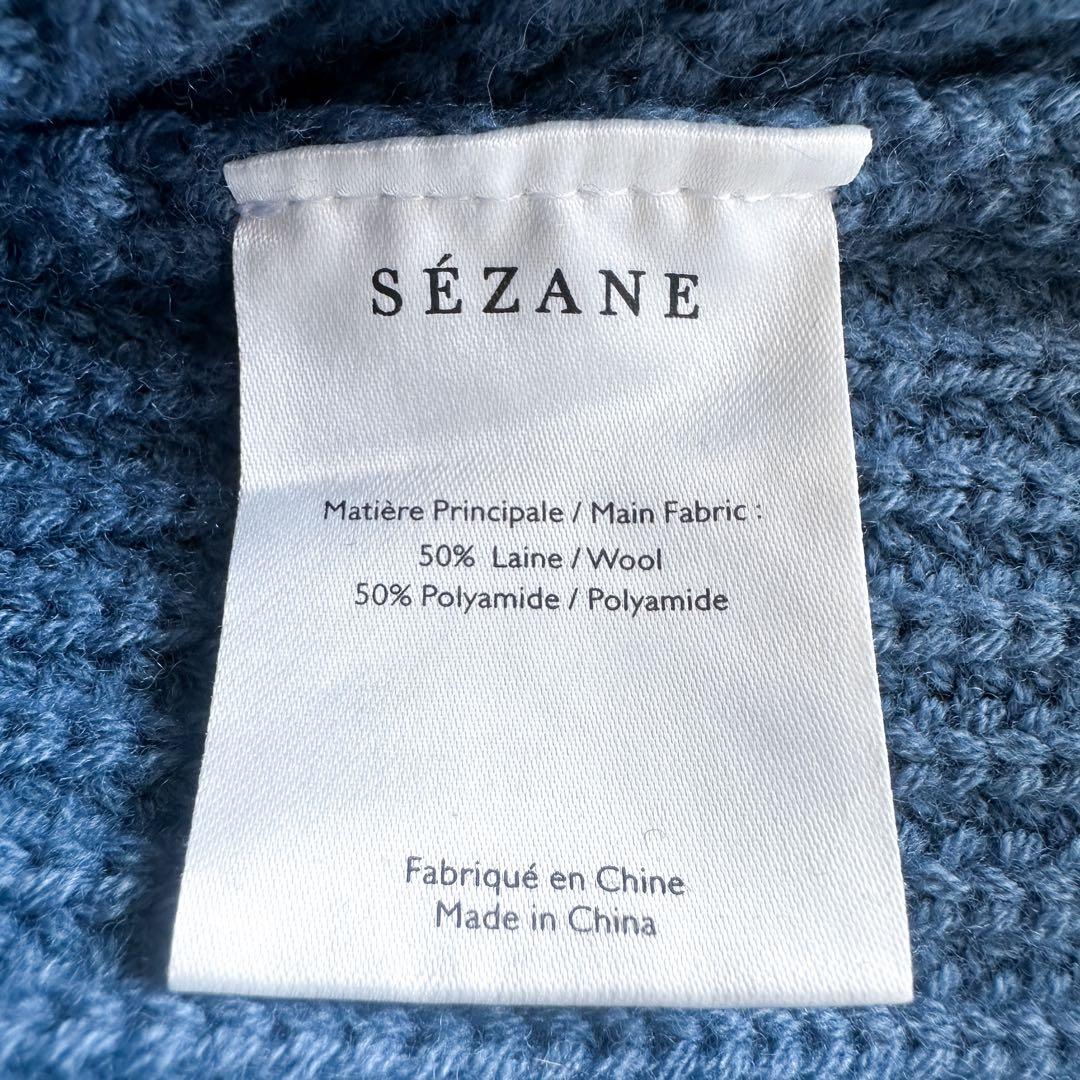 SÉZANE
Matière Principale / Main Fabric :
50% Laine / Wool
50% Polyamide / Polyamide
Fabriqué en Chine
Made in China